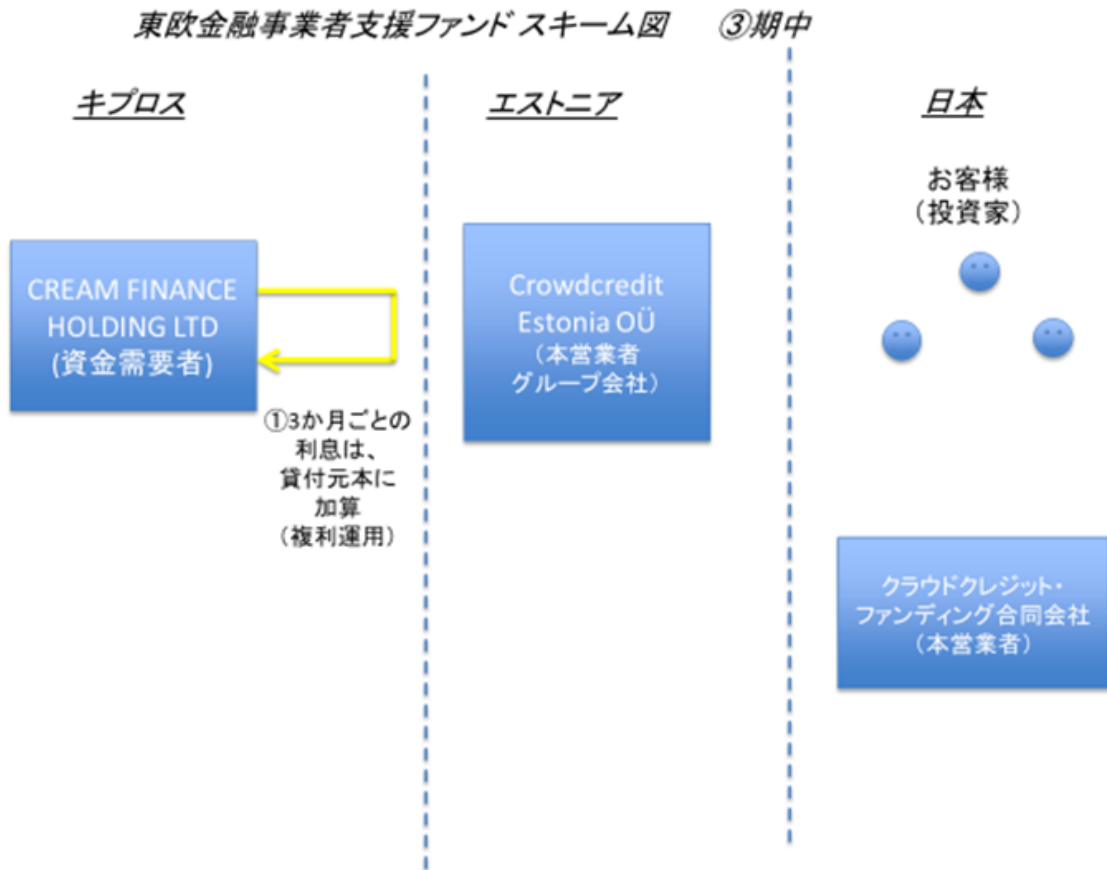 東欧金融事業者支援ファンド スキーム図　③期中
キプロス
エストニア
日本
お客様
（投資家）
CREAM FINANCE
HOLDING LTD
(資金需要者)
Crowdcredit
Estonia OÜ
（本営業者
グループ会社）
①3か月ごとの
利息は、
貸付元本に
加算
（複利運用）
クラウドクレジット・
ファンディング合同会社
（本営業者）